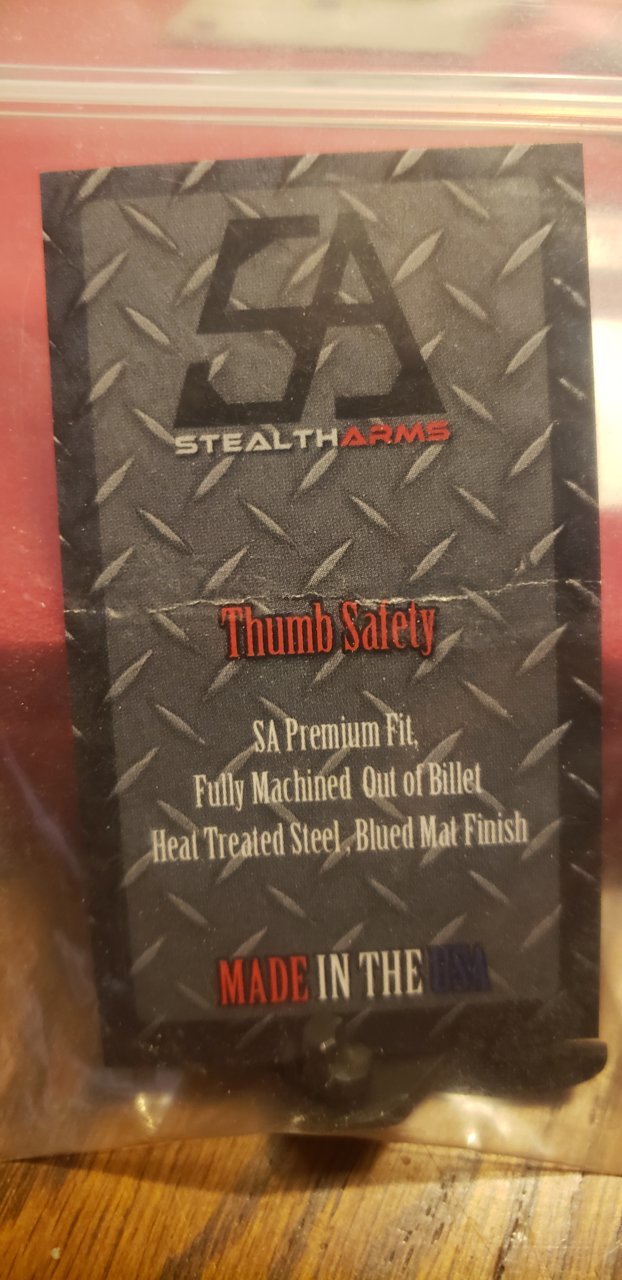 SA
STEALTHARMS
Thumb Safety
SA Premium Fit,
Fully Machined Out of Billet
Heat Treated Steel , Blued Mat Finish
MADE IN THE USA